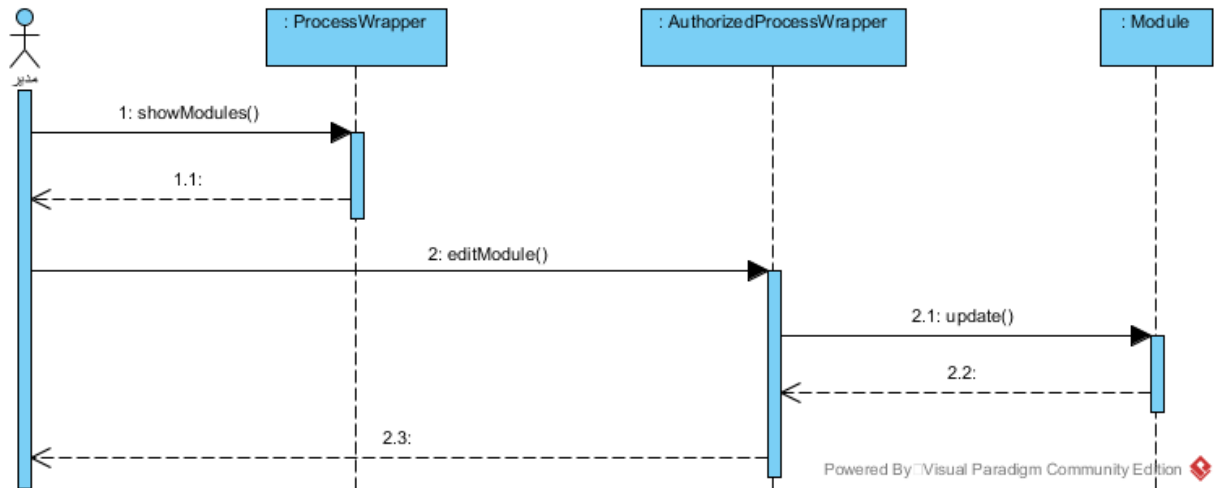 : ProcessWrapper
: AuthorizedProcessWrapper
: Module
مدیر
1: showModules()
1.1:
2: editModule()
2.1: update()
2.2:
2.3:
Powered By Visual Paradigm Community Edition